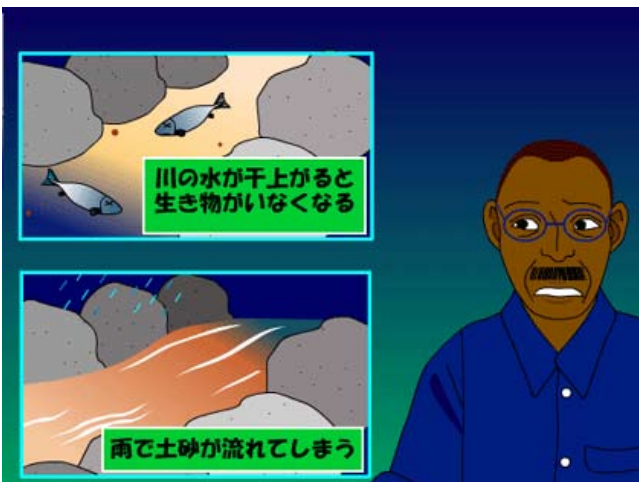 川の水が干上がると
生き物がいなくなる
雨で土砂が流れてしまう